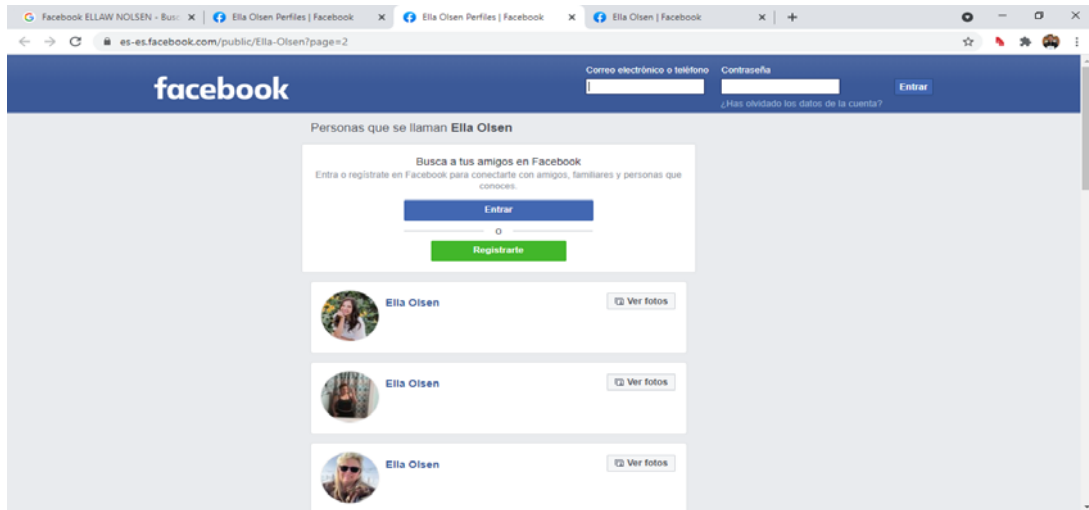 Facebook ELLAW NOLSEN - Busc
Ella Olsen Perfiles | Facebook
Ella Olsen Perfiles | Facebook
Ella Olsen | Facebook
es-es.facebook.com/public/Ella-Olsen?page=2
facebook
Correo electrónico o teléfono
Contraseña
Entrar
¿Has olvidado los datos de la cuenta?
Personas que se llaman Ella Olsen
Busca a tus amigos en Facebook
Entra o regístrate en Facebook para conectarte con amigos, familiares y personas que
conoces.
Entrar
o
Registrarte
Ella Olsen
Ver fotos
Ella Olsen
Ver fotos
Ella Olsen
Ver fotos